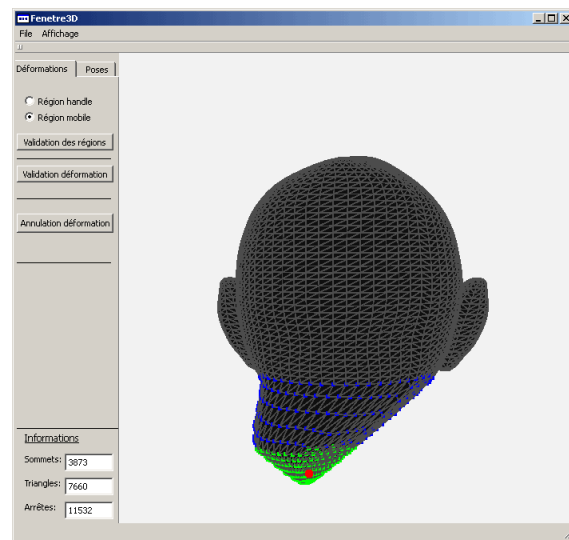 Fenetre3D
File Affichage
Déformations Poses
Région handle
Région mobile
Validation des régions
Validation déformation
Annulation déformation
Informations
Sommets: 3873
Triangles: 7660
Arrêtes: 11532